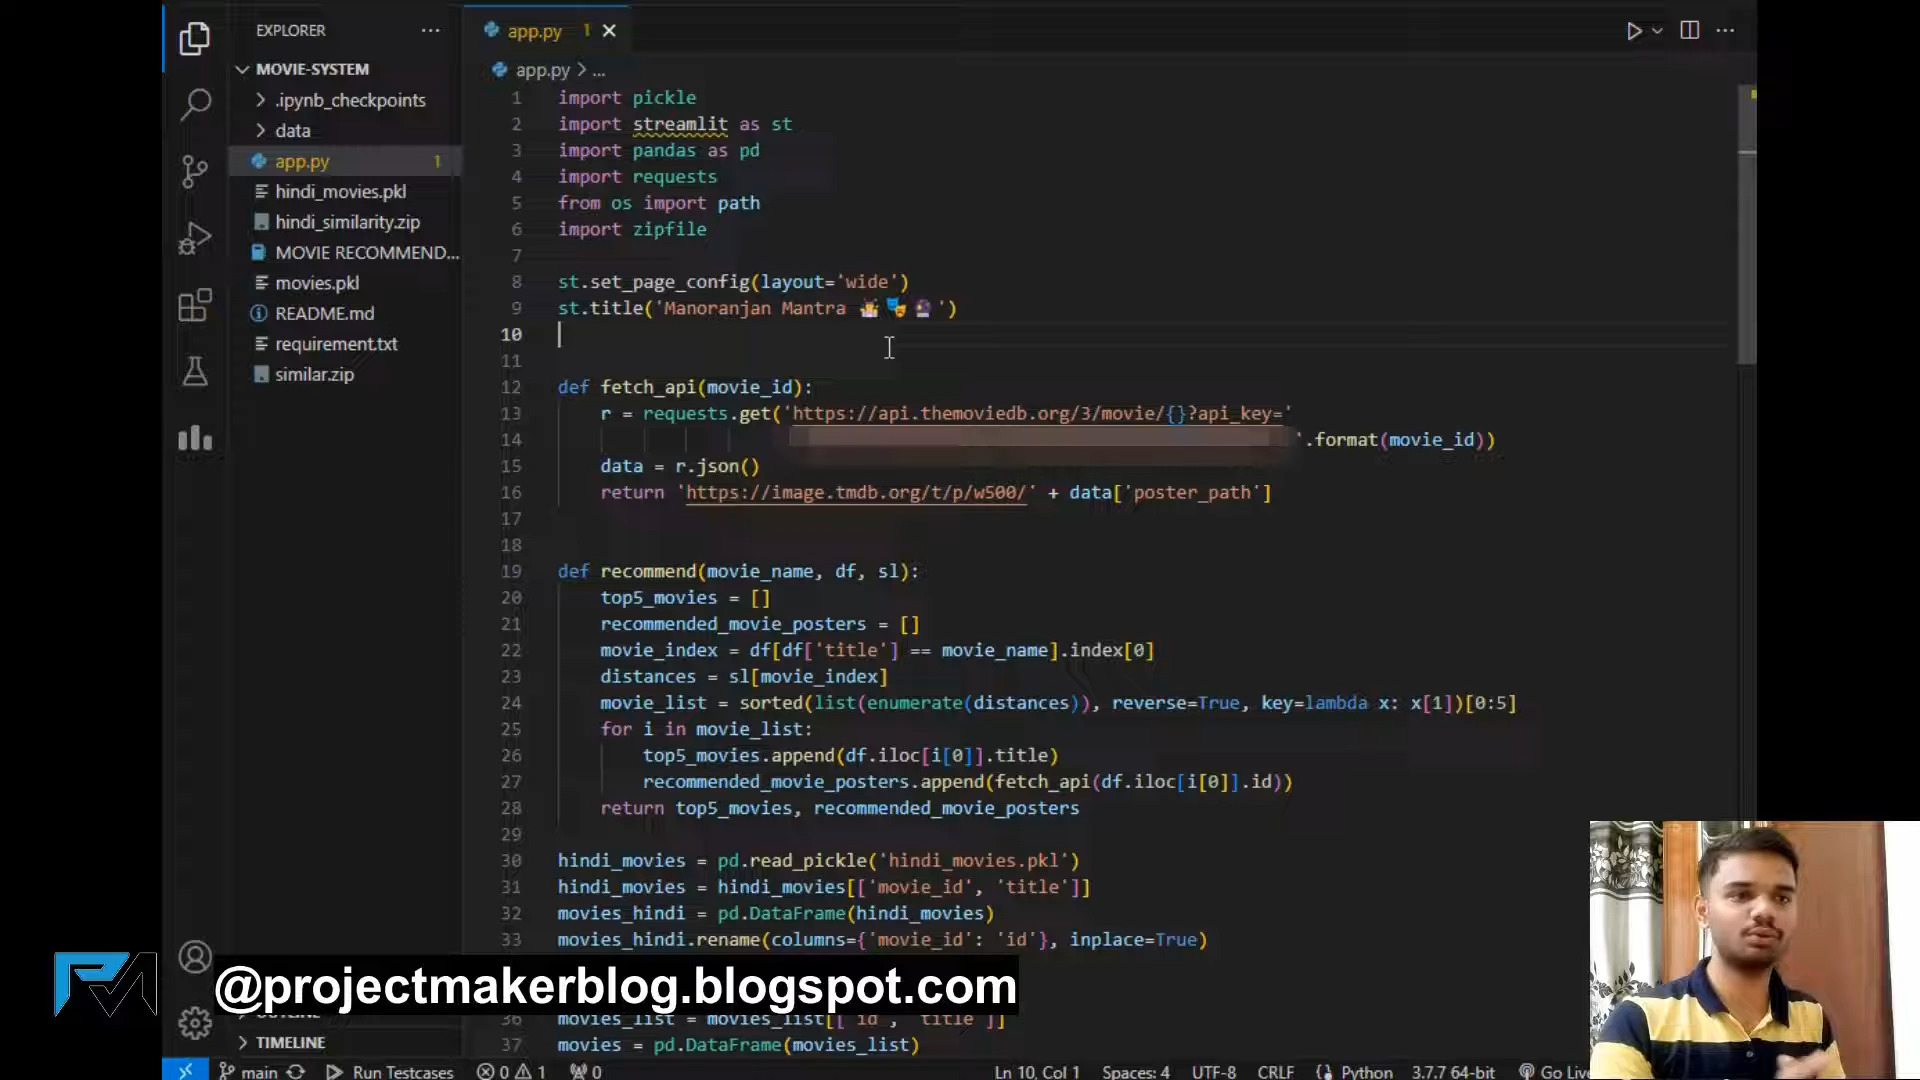 EXPLORER
MOVIE-SYSTEM
.ipynb_checkpoints
data
app.py 1
hindi_movies.pkl
hindi_similarity.zip
MOVIE RECOMMEND...
movies.pkl
README.md
requirement.txt
similar.zip
TIMELINE
app.py 1
app.py > ...
1 import pickle
2 import streamlit as st
3 import pandas as pd
4 import requests
5 from os import path
6 import zipfile
7
8 st.set_page_config(layout='wide')
9 st.title('Manoranjan Mantra 🤹🎭🔮 ')
10
11
12 def fetch_api(movie_id):
13 r = requests.get('https://api.themoviedb.org/3/movie/{}?api_key='
14 '.format(movie_id))
15 data = r.json()
16 return 'https://image.tmdb.org/t/p/w500/' + data['poster_path']
17
18
19 def recommend(movie_name, df, sl):
20 top5_movies = []
21 recommended_movie_posters = []
22 movie_index = df[df['title'] == movie_name].index[0]
23 distances = sl[movie_index]
24 movie_list = sorted(list(enumerate(distances)), reverse=True, key=lambda x: x[1])[0:5]
25 for i in movie_list:
26 top5_movies.append(df.iloc[i[0]].title)
27 recommended_movie_posters.append(fetch_api(df.iloc[i[0]].id))
28 return top5_movies, recommended_movie_posters
29
30 hindi_movies = pd.read_pickle('hindi_movies.pkl')
31 hindi_movies = hindi_movies[['movie_id', 'title']]
32 movies_hindi = pd.DataFrame(hindi_movies)
33 movies_hindi.rename(columns={'movie_id': 'id'}, inplace=True)
@projectmakerblog.blogspot.com
36 movies_list = movies_list[['id', 'title']]
37 movies = pd.DataFrame(movies_list)
main Run Testcases 0 1 0 Ln 10, Col 1 Spaces: 4 UTF-8 CRLF Python 3.7.7 64-bit Go Live